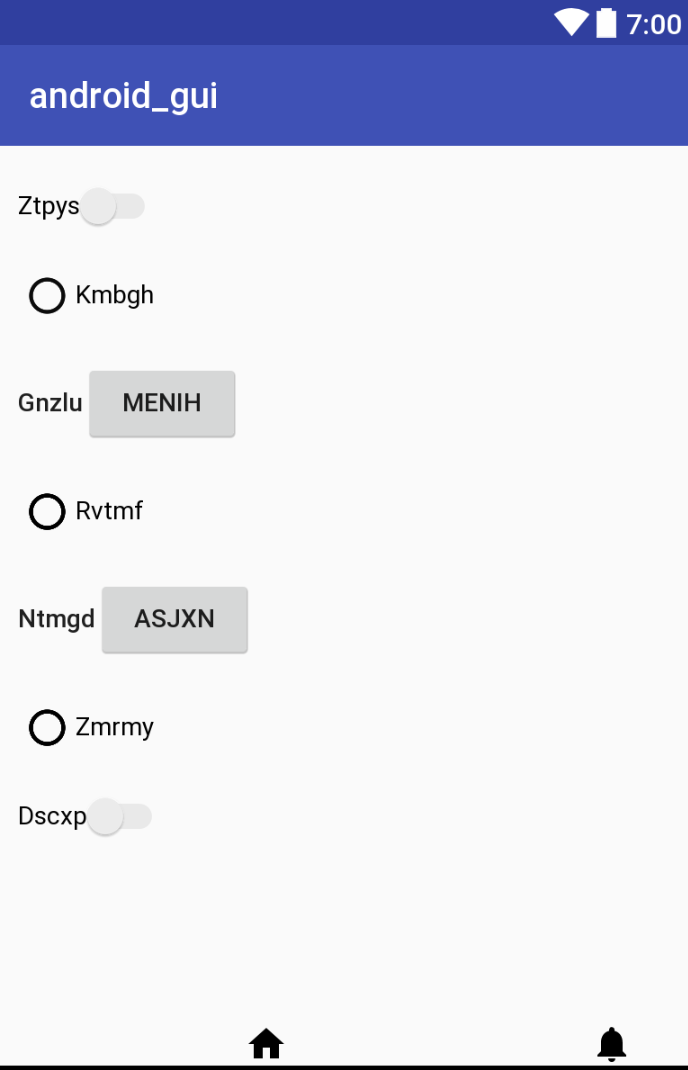 7:00
android_gui
Ztpys
Kmbgh
Gnzlu MENIH
Rvtmf
Ntmgd ASJXN
Zmrmy
Dscxp